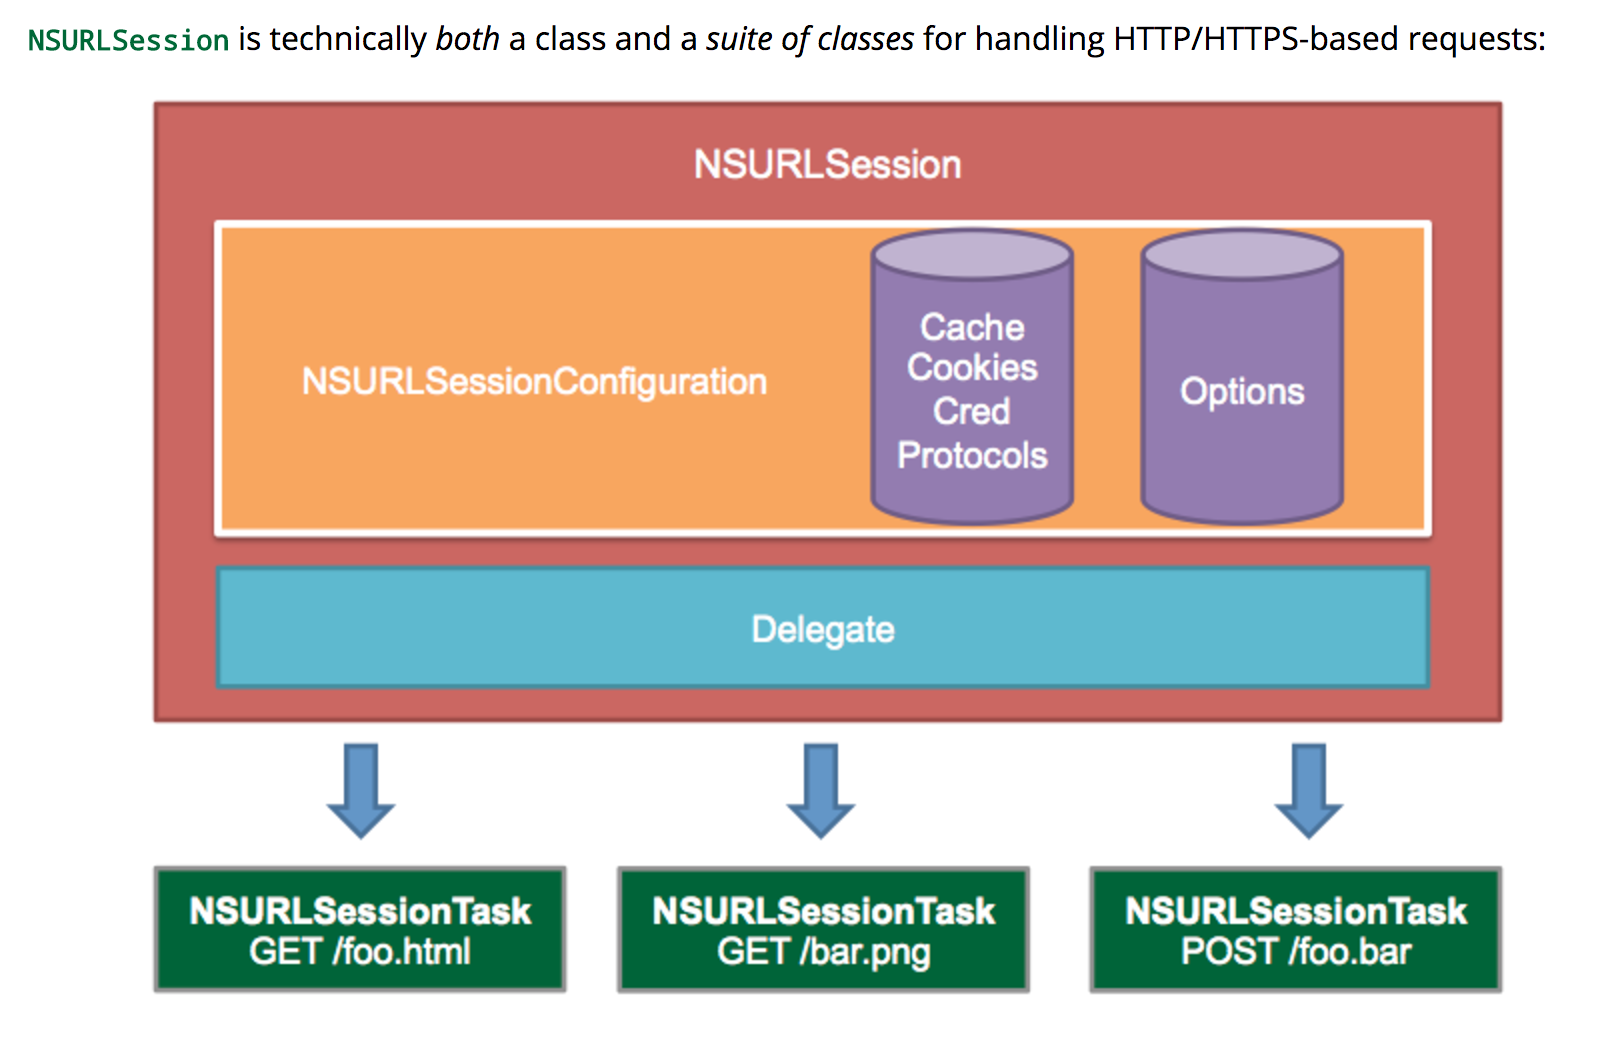 NSURLSession is technically both a class and a suite of classes for handling HTTP/HTTPS-based requests:
NSURLSession
NSURLSessionConfiguration
Cache
Cookies
Cred
Protocols
Options
Delegate
NSURLSessionTask
GET /foo.html
NSURLSessionTask
GET /bar.png
NSURLSessionTask
POST /foo.bar